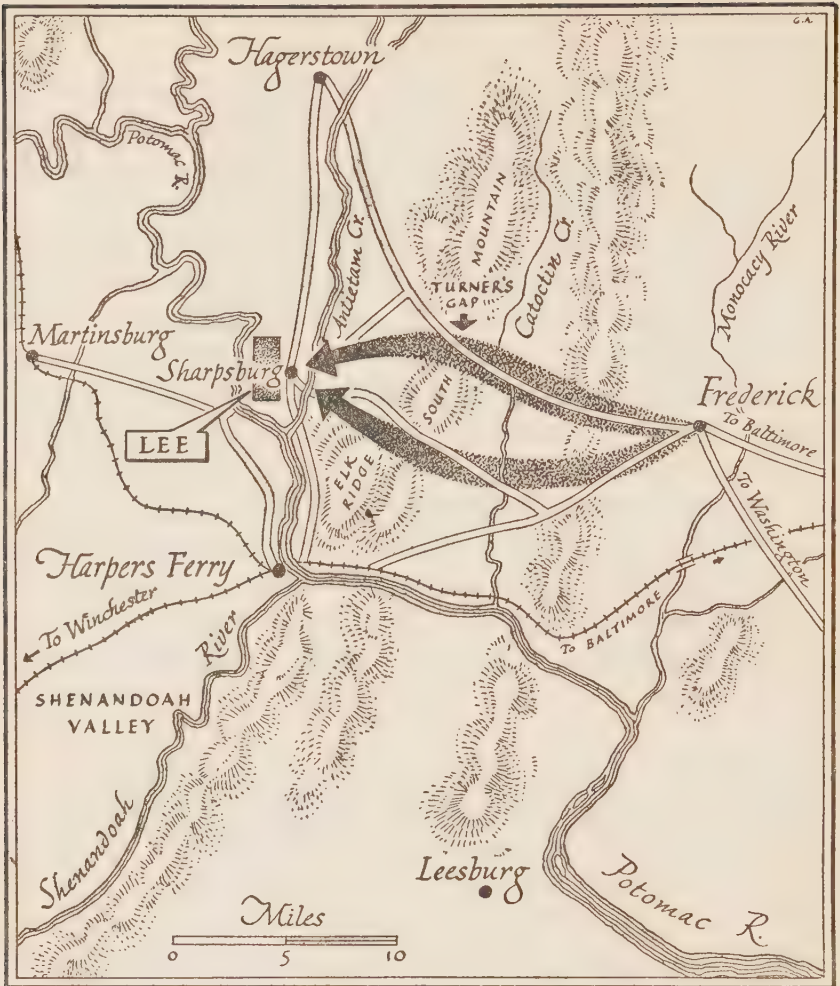 G.A.
Hagerstown
Potomac
R.
MOUNTAIN
Antietam Cr.
Catoctin Cr.
Monocacy River
TURNER'S
GAP
Martinsburg
Sharpsburg
SOUTH
Frederick
To Baltimore
LEE
ELK
RIDGE
To Washington
Harpers Ferry
To Winchester
River
TO BALTIMORE
SHENANDOAH
VALLEY
Shenandoah
Leesburg
Potomac R.
Miles
0 5 10